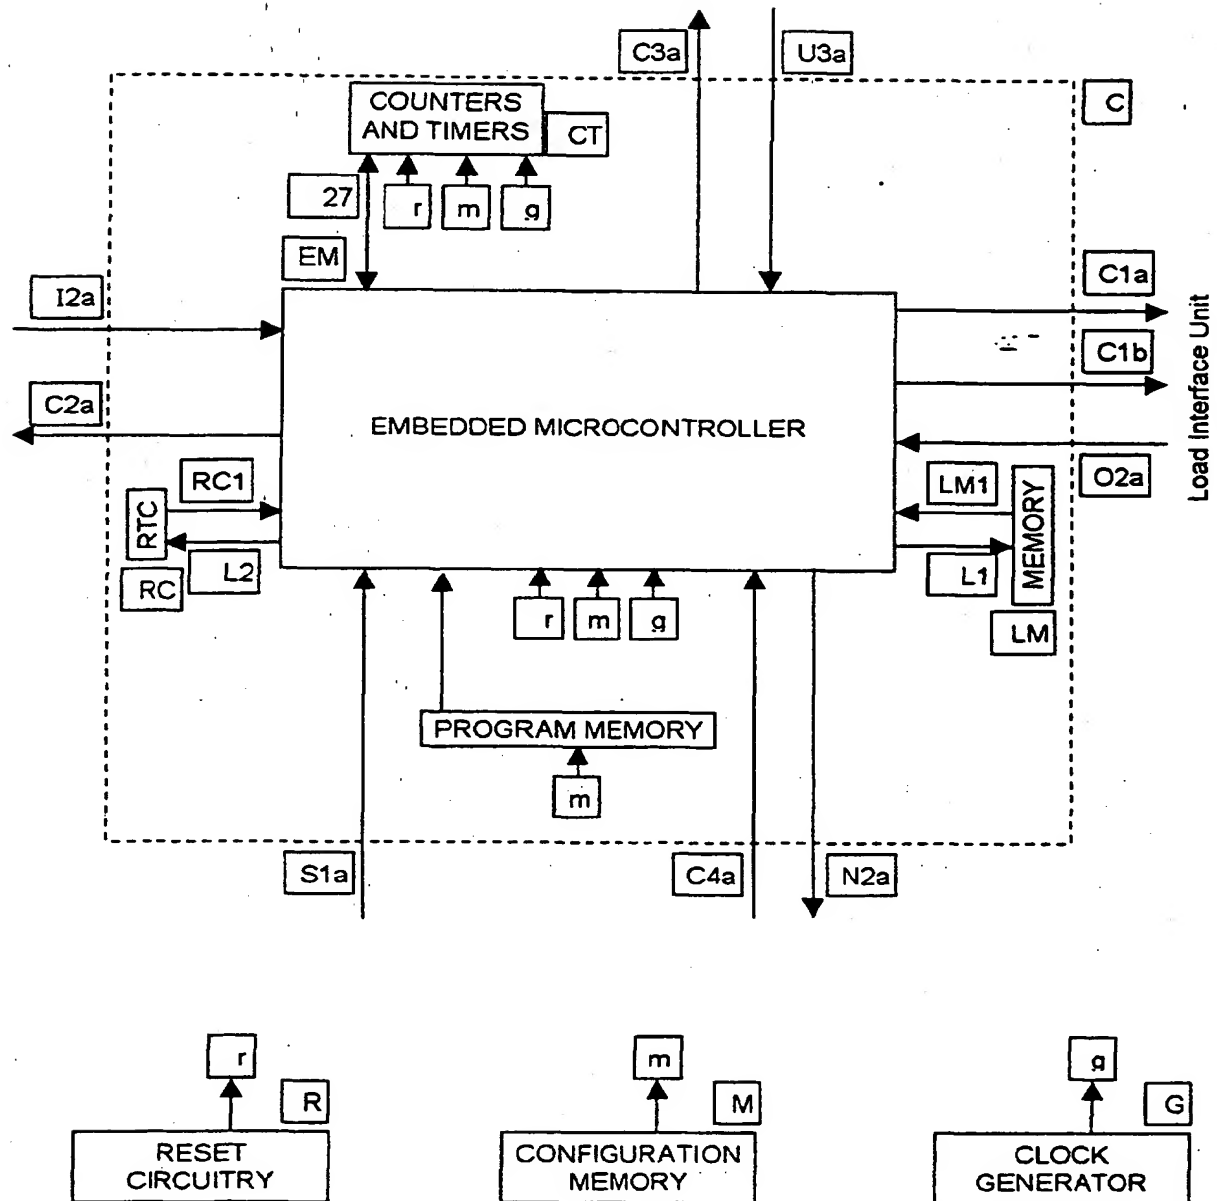 C3a
U3a
C
COUNTERS
AND TIMERS
CT
27
r
m
g
EM
I2a
C1a
C1b
C2a
EMBEDDED MICROCONTROLLER
Load Interface Unit
O2a
RC1
LM1
RTC
MEMORY
L2
L1
RC
r
m
g
LM
PROGRAM MEMORY
m
S1a
C4a
N2a
r
m
g
R
M
G
RESET
CIRCUITRY
CONFIGURATION
MEMORY
CLOCK
GENERATOR